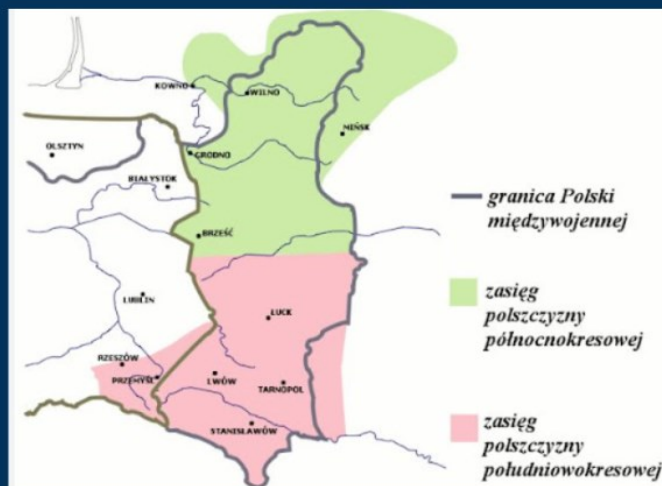 KOWNO
WILNO
MIŃSK
OLSZTYN
GRODNO
BIAŁYSTOK
BRZEŚĆ
LUBLIN
ŁUCK
RZESZÓW
PRZEMYŚL
LWÓW
TARNOPOL
STANISŁAWÓW
granica Polski
międzywojennej
zasięg
polszczyzny
północnokresowej
zasięg
polszczyzny
południowokresowej